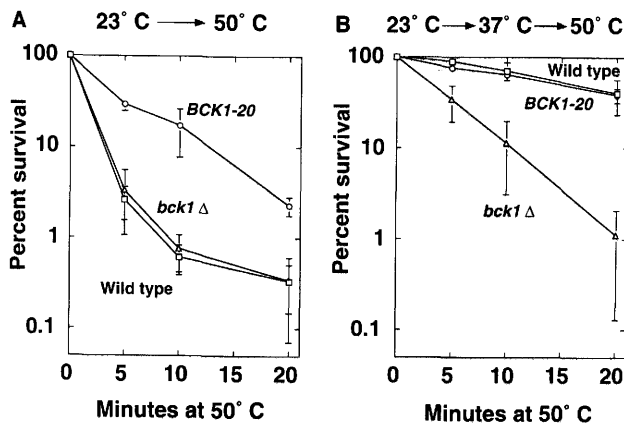 A
23° C → 50° C
100
10
1
0.1
Percent survival
BCK1-20
bck1 Δ
Wild type
0 5 10 15 20
Minutes at 50° C
B
23° C → 37° C → 50° C
100
10
1
0.1
Percent survival
Wild type
BCK1-20
bck1 Δ
0 5 10 15 20
Minutes at 50° C